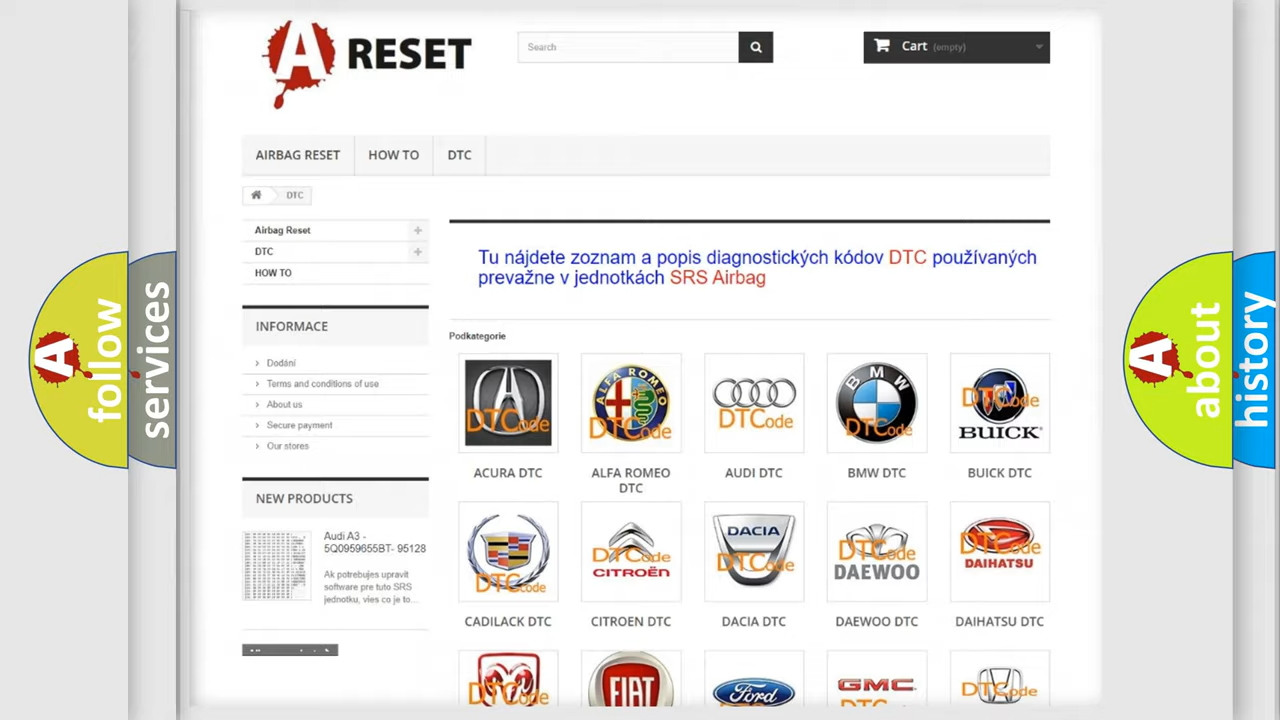 A RESET
Search
Cart (empty)
AIRBAG RESET
HOW TO
DTC
DTC
Airbag Reset
DTC
HOW TO
INFORMACE
Dodání
Terms and conditions of use
About us
Secure payment
Our stores
NEW PRODUCTS
Audi A3 -
5Q0959655BT- 95128
Ak potrebujes upravit
software pre tuto SRS
jednotku, vies co je to...
Tu nájdete zoznam a popis diagnostických kódov DTC používaných
prevažne v jednotkách SRS Airbag
Podkategorie
DTCode
ALFA ROMEO
DTCode
DTCode
BMW
DTCode
DTCode
BUICK
ACURA DTC
ALFA ROMEO
DTC
AUDI DTC
BMW DTC
BUICK DTC
DTCode
DTCode
CITROËN
DACIA
DTCode
DTCode
DAEWOO
DTCode
DAIHATSU
CADILACK DTC
CITROEN DTC
DACIA DTC
DAEWOO DTC
DAIHATSU DTC
DTCode
FIAT
Ford
GMC
DTCode
A follow
services
A about
history